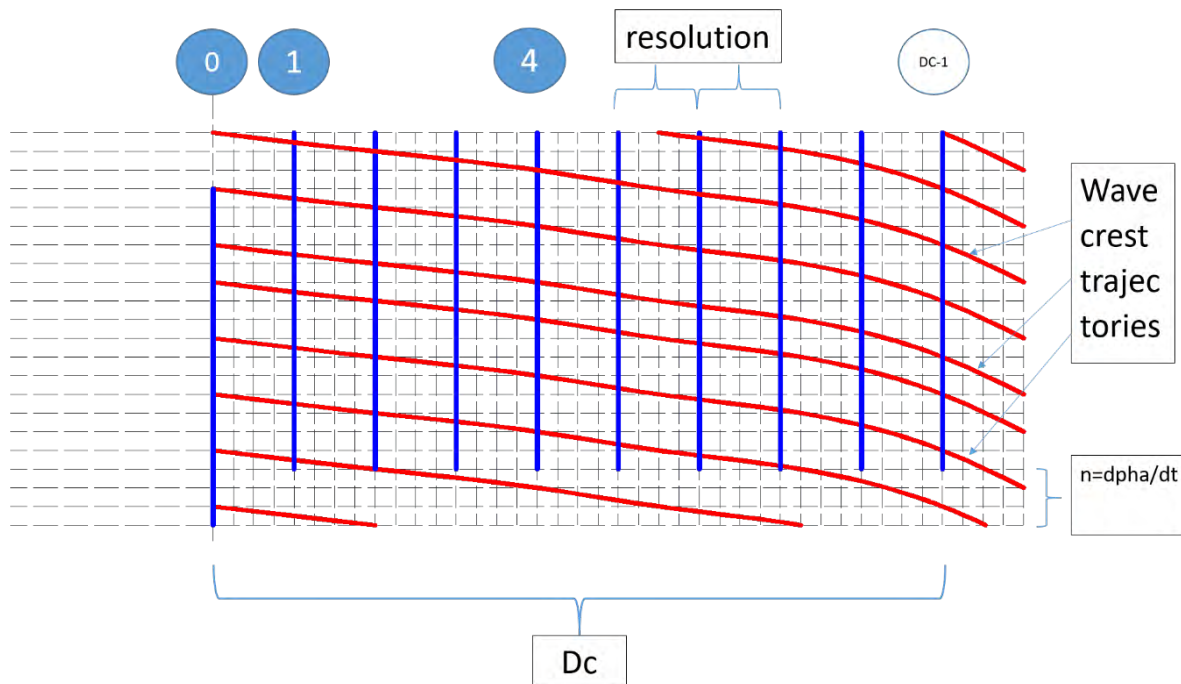 resolution
0
1
4
DC-1
Wave
crest
trajec
tories
n=dpha/dt
Dc